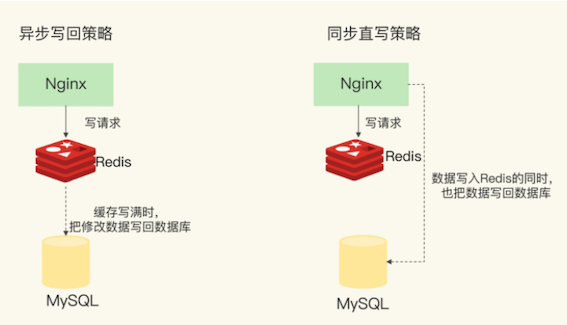 异步写回策略
Nginx
写请求
Redis
缓存写满时，
把修改数据写回数据库
MySQL
同步直写策略
Nginx
写请求
Redis
数据写入Redis的同时，
也把数据写回数据库
MySQL